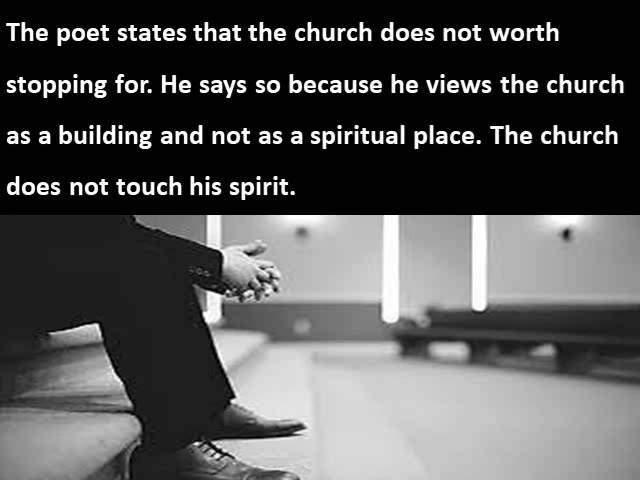 The poet states that the church does not worth
stopping for. He says so because he views the church
as a building and not as a spiritual place. The church
does not touch his spirit.